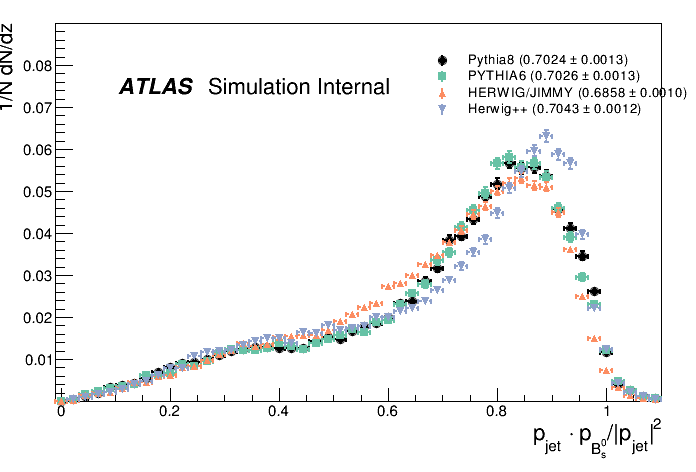 1/N dN/dz
0.08
0.07
0.06
0.05
0.04
0.03
0.02
0.01
ATLAS Simulation Internal
Pythia8 (0.7024 ± 0.0013)
PYTHIA6 (0.7026 ± 0.0013)
HERWIG/JIMMY (0.6858 ± 0.0010)
Herwig++ (0.7043 ± 0.0012)
0 0.2 0.4 0.6 0.8 1
p_jet · p_B_s^0/|p_jet|^2